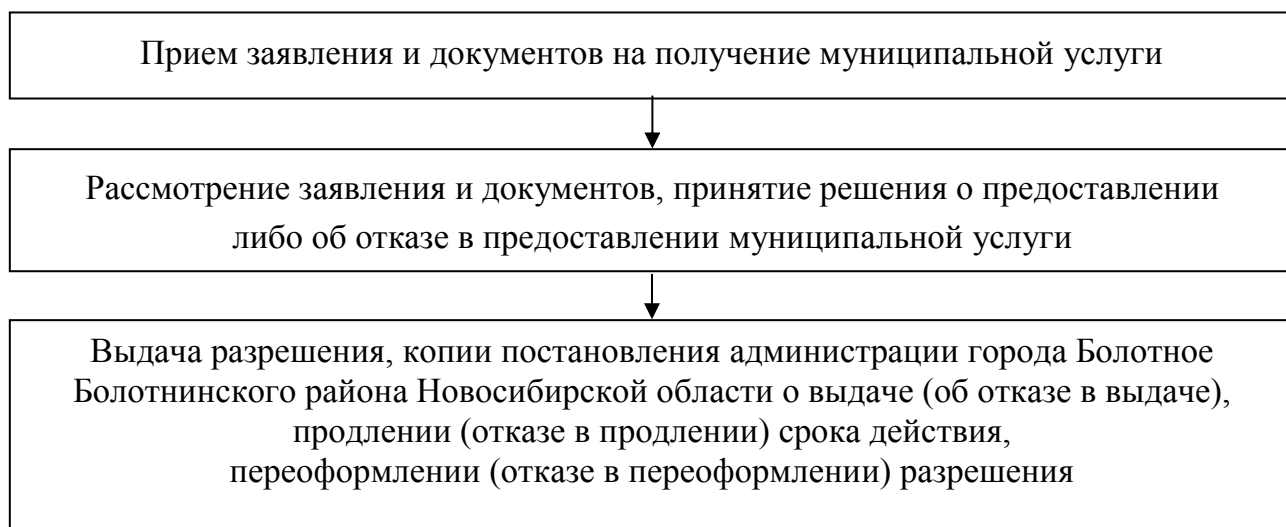 Прием заявления и документов на получение муниципальной услуги
Рассмотрение заявления и документов, принятие решения о предоставлении
либо об отказе в предоставлении муниципальной услуги
Выдача разрешения, копии постановления администрации города Болотное
Болотнинского района Новосибирской области о выдаче (об отказе в выдаче),
продлении (отказе в продлении) срока действия,
переоформлении (отказе в переоформлении) разрешения